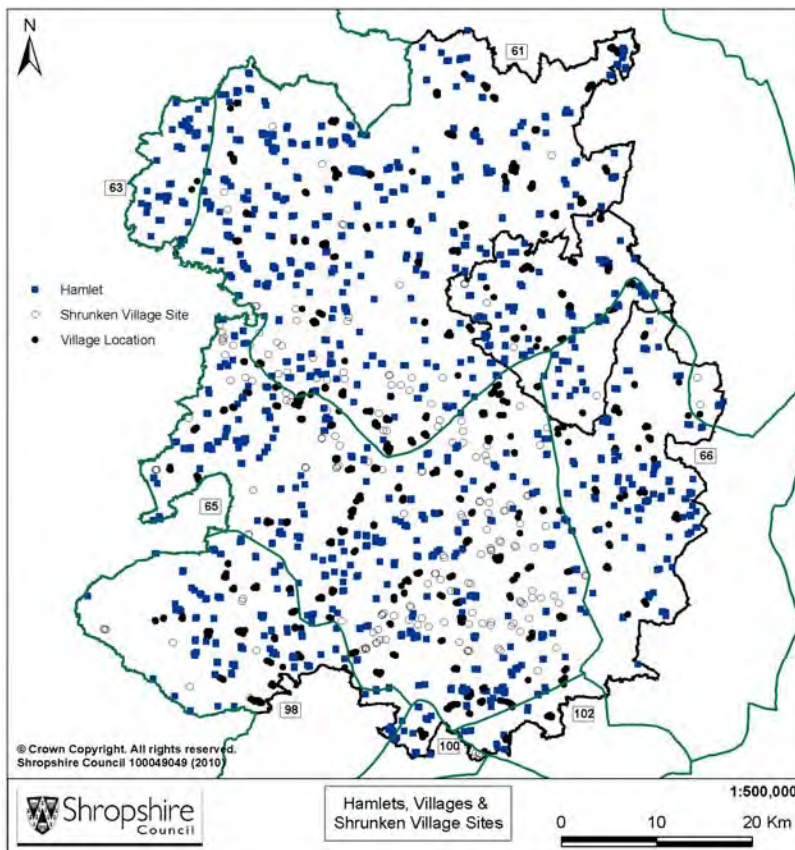 N
61
63
Hamlet
Shrunken Village Site
Village Location
66
65
98
102
100
© Crown Copyright. All rights reserved.
Shropshire Council 100049049 (2010)
Shropshire
Council
Hamlets, Villages &
Shrunken Village Sites
1:500,000
0 10 20 Km